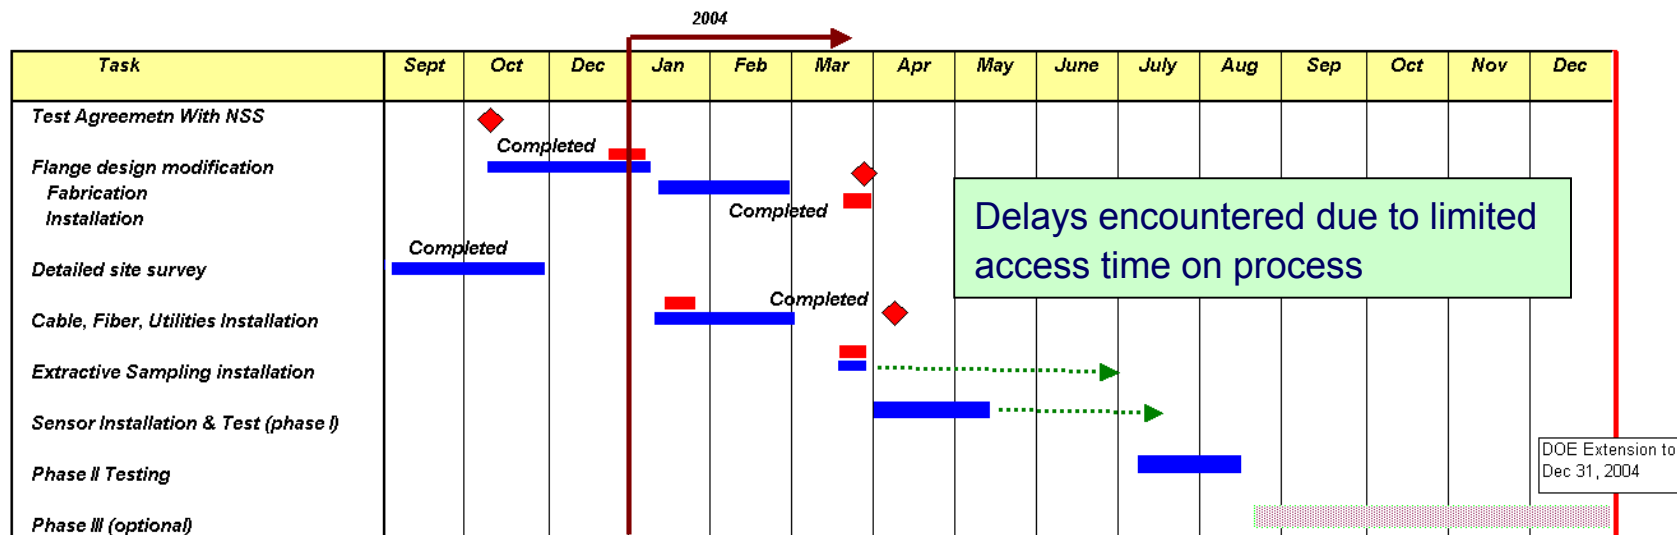 2004
Task Sept Oct Dec Jan Feb Mar Apr May June July Aug Sep Oct Nov Dec
Test Agreemetn With NSS
Completed
Flange design modification
Fabrication
Completed
Installation
Delays encountered due to limited
access time on process
Completed
Detailed site survey
Completed
Cable, Fiber, Utilities Installation
Extractive Sampling installation
Sensor Installation & Test (phase I)
DOE Extension to
Dec 31, 2004
Phase II Testing
Phase III (optional)